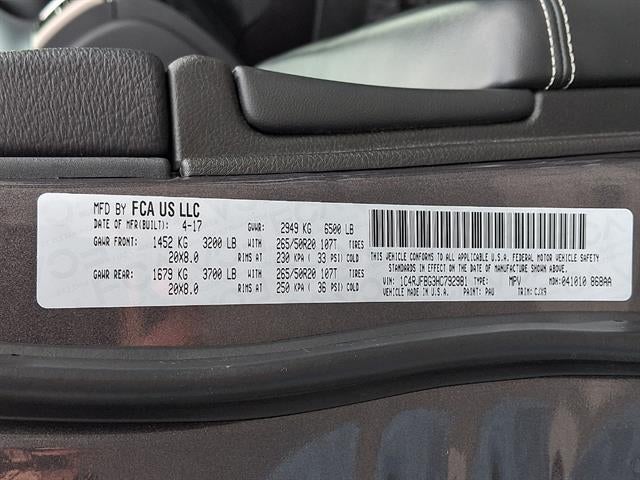 MFD BY FCA US LLC
DATE OF MFR(BUILT): 4-17 GVWR: 2949 KG 6500 LB
GAWR FRONT: 1452 KG 3200 LB WITH 265/50R20 107T TIRES
20X8.0 RIMS AT 230 KPA ( 33 PSI) COLD
GAWR REAR: 1679 KG 3700 LB WITH 265/50R20 107T TIRES
20X8.0 RIMS AT 250 KPA ( 36 PSI) COLD
THIS VEHICLE CONFORMS TO ALL APPLICABLE U.S.A. FEDERAL MOTOR VEHICLE SAFETY
STANDARDS IN EFFECT ON THE DATE OF MANUFACTURE SHOWN ABOVE
VIN: 1C4RJFBG3HC792981 TYPE: MPV MDH:041010 868AA
VEHICLE MADE IN U.S.A. PAINT: PAU TRIM: CJX9